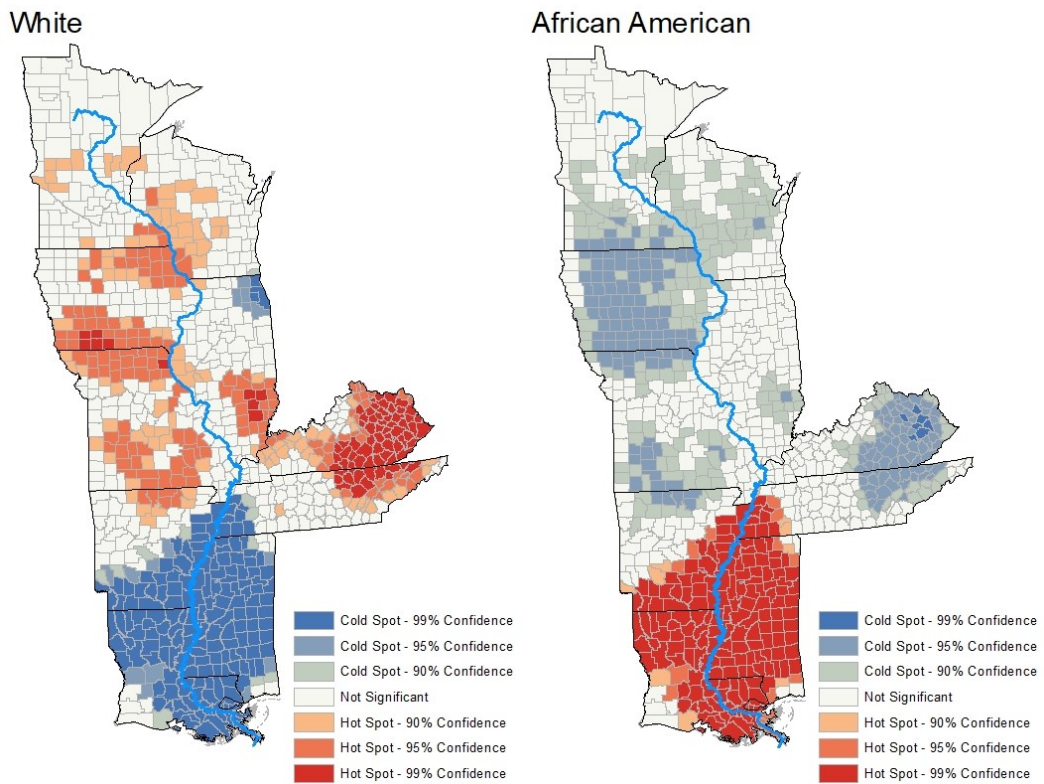 White
African American
Cold Spot - 99% Confidence
Cold Spot - 95% Confidence
Cold Spot - 90% Confidence
Not Significant
Hot Spot - 90% Confidence
Hot Spot - 95% Confidence
Hot Spot - 99% Confidence
Cold Spot - 99% Confidence
Cold Spot - 95% Confidence
Cold Spot - 90% Confidence
Not Significant
Hot Spot - 90% Confidence
Hot Spot - 95% Confidence
Hot Spot - 99% Confidence